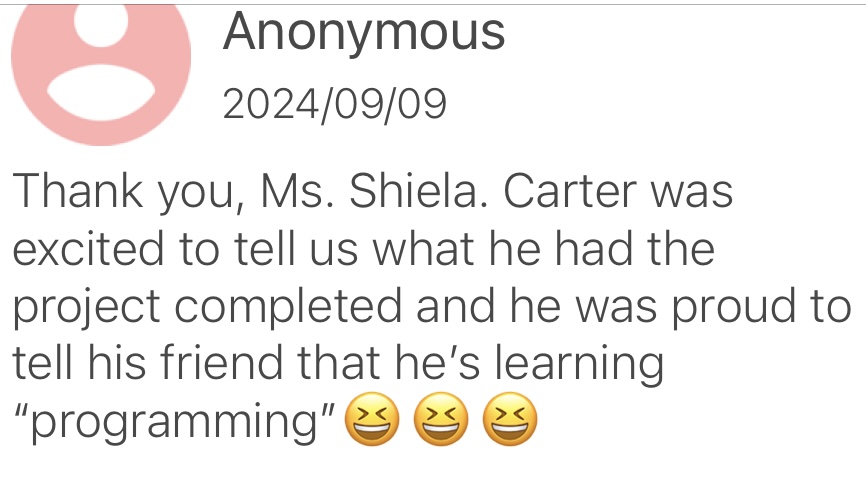 Anonymous
2024/09/09
Thank you, Ms. Shiela. Carter was
excited to tell us what he had the
project completed and he was proud to
tell his friend that he’s learning
“programming”😆😆😆